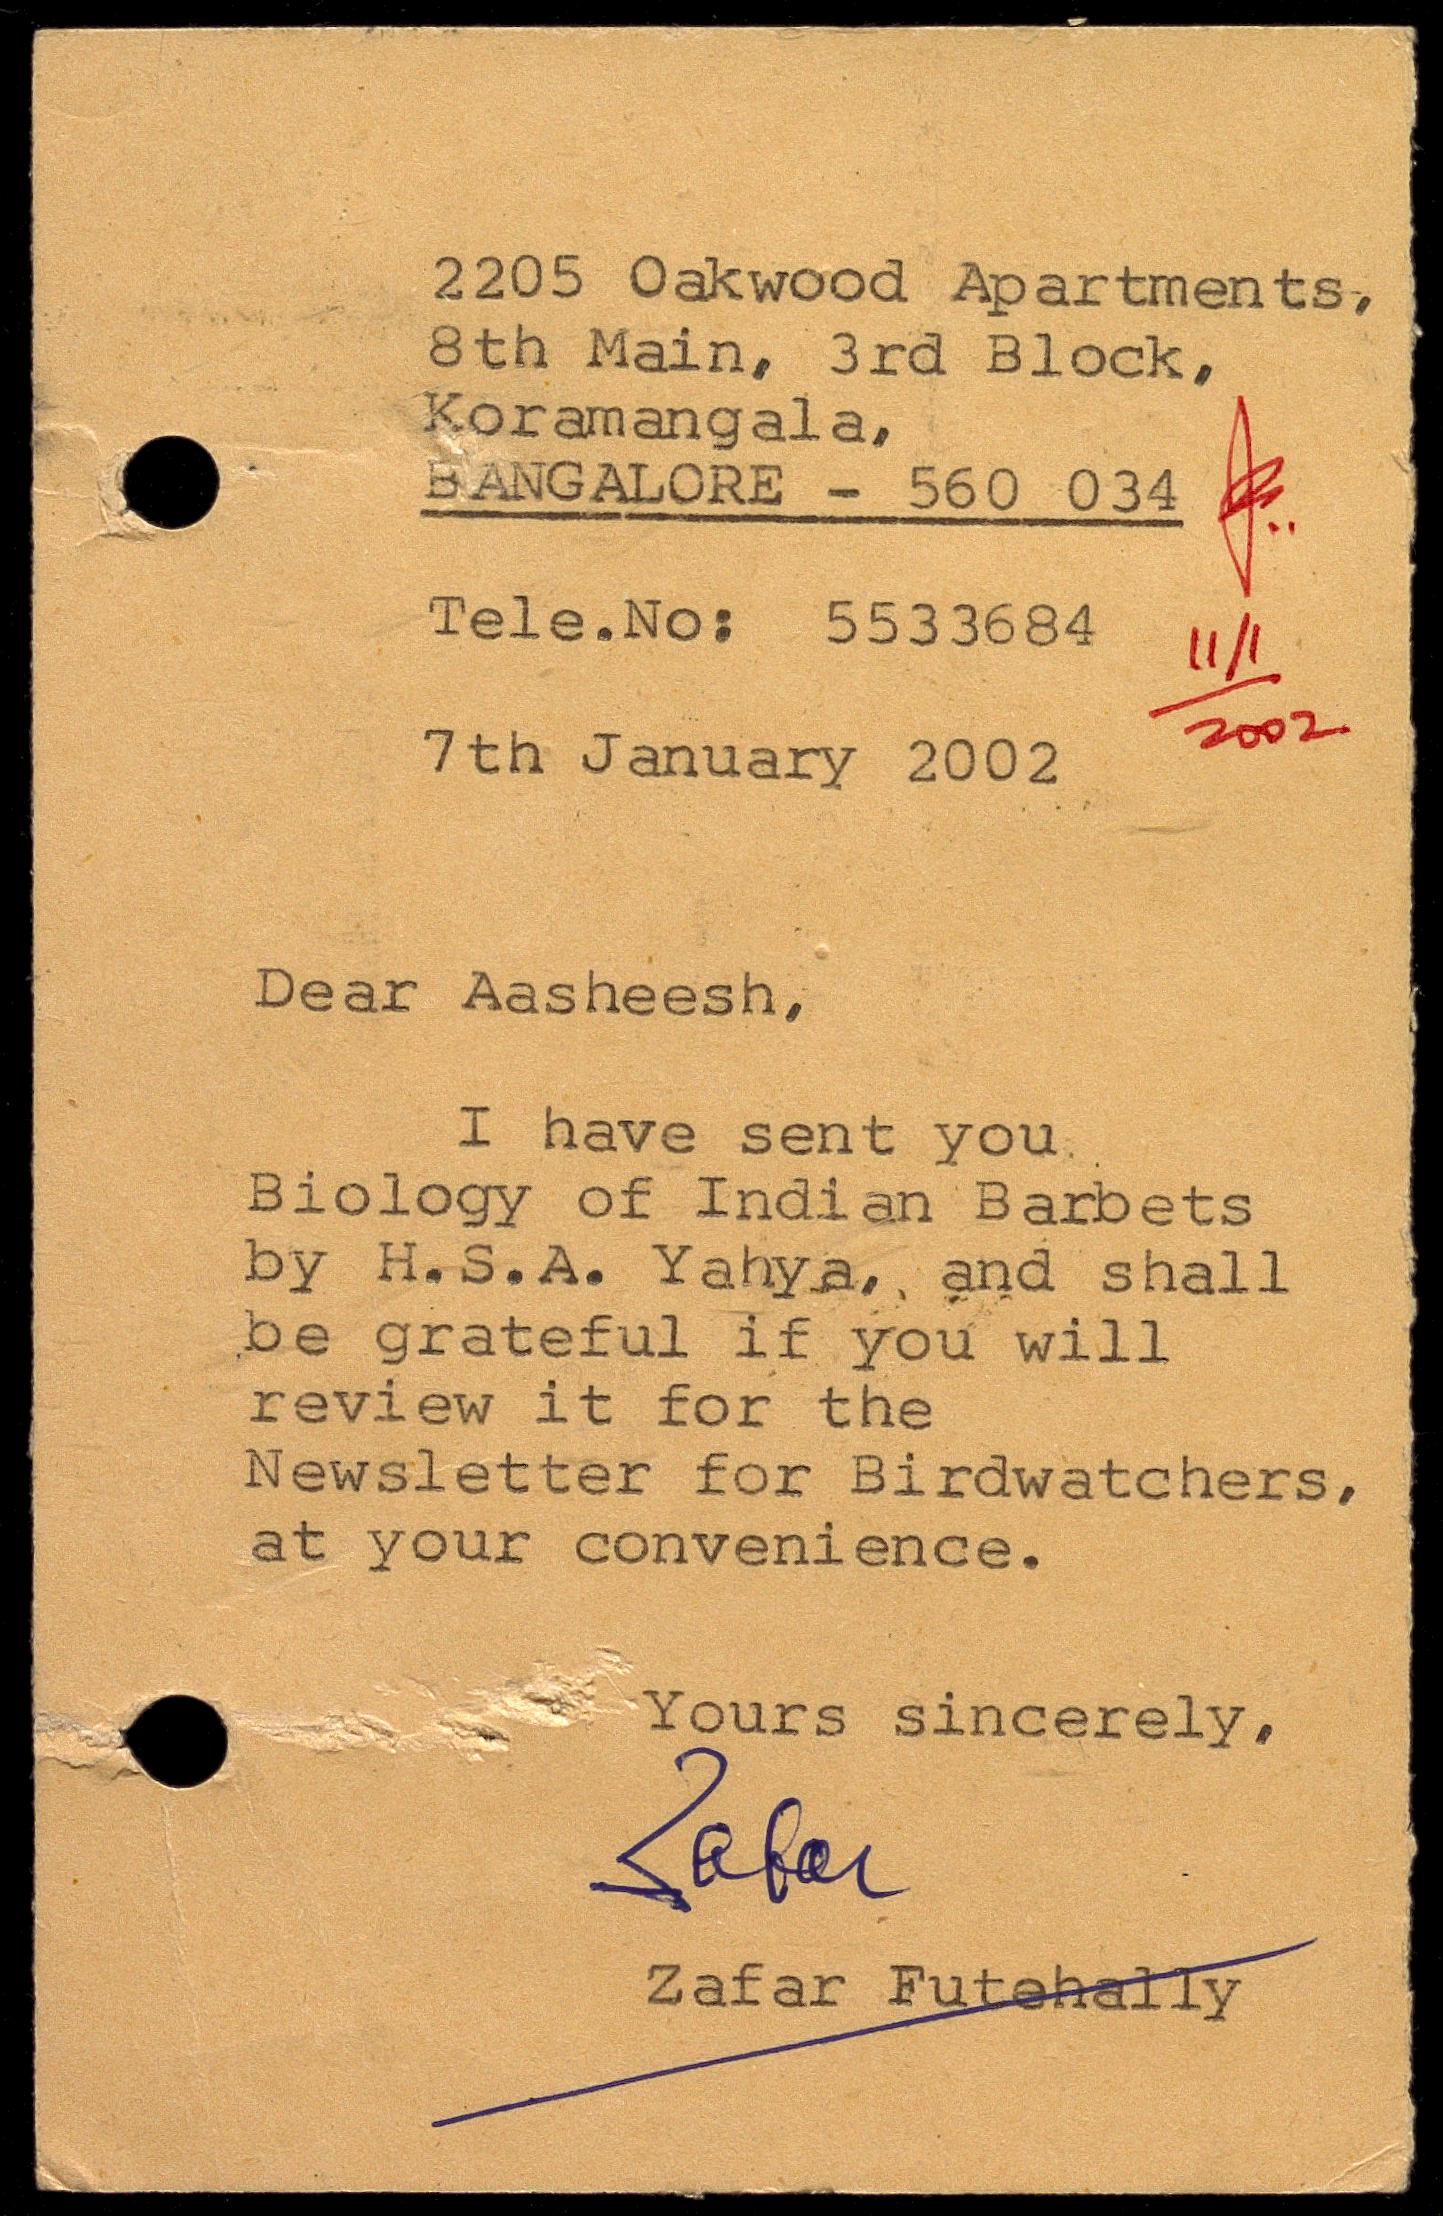 2205 Oakwood Apartments,
8th Main, 3rd Block,
Koramangala,
BANGALORE - 560 034
Tele.No: 5533684
11/1
2002
7th January 2002
Dear Aasheesh,
I have sent you
Biology of Indian Barbets
by H.S.A. Yahya, and shall
be grateful if you will
review it for the
Newsletter for Birdwatchers,
at your convenience.
Yours sincerely,
Zafar
Zafar Futehally